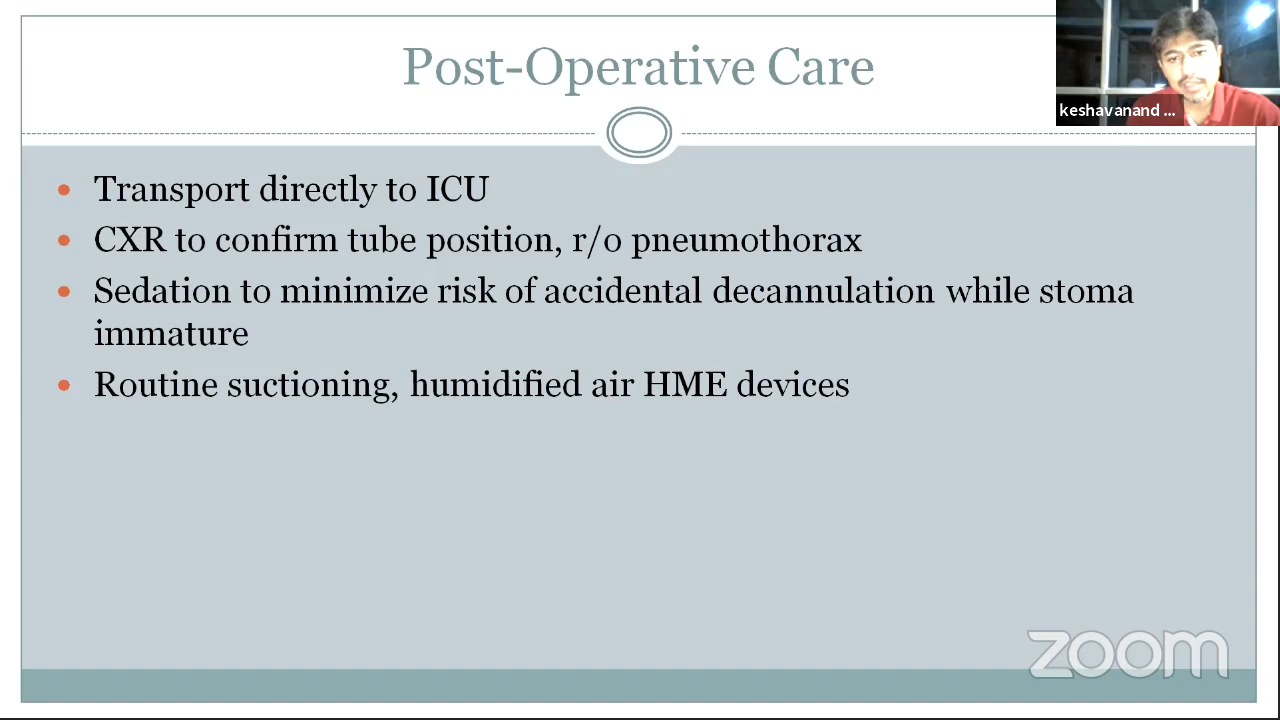 Post-Operative Care
keshavanand ...
• Transport directly to ICU
• CXR to confirm tube position, r/o pneumothorax
• Sedation to minimize risk of accidental decannulation while stoma
immature
• Routine suctioning, humidified air HME devices
zoom